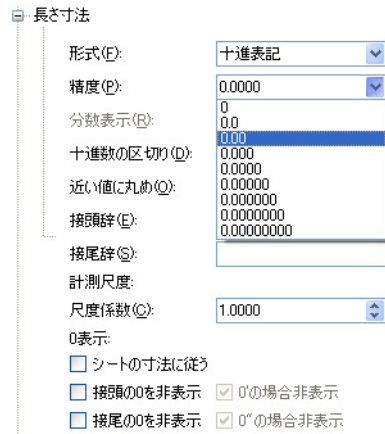 長さ寸法
形式(F): 十進表記
精度(P): 0.0000
0
分数表示(R): 0.0
0.00
十進数の区切り(D): 0.000
0.0000
近い値に丸め(O): 0.00000
0.000000
接頭辞(E): 0.0000000
0.00000000
接尾辞(S):
計測尺度:
尺度係数(C): 1.0000
0表示:
シートの寸法に従う
接頭の0を非表示 0'の場合非表示
接尾の0を非表示 0"の場合非表示